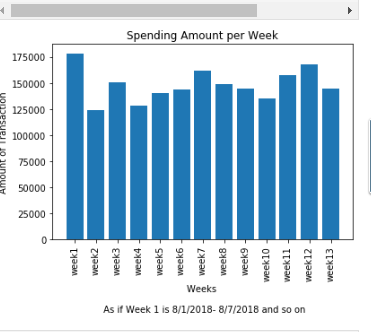 Spending Amount per Week
175000
150000
125000
100000
75000
50000
25000
0
Amount of Transaction
week1
week2
week3
week4
week5
week6
week7
week8
week9
week10
week11
week12
week13
Weeks
As if Week 1 is 8/1/2018- 8/7/2018 and so on